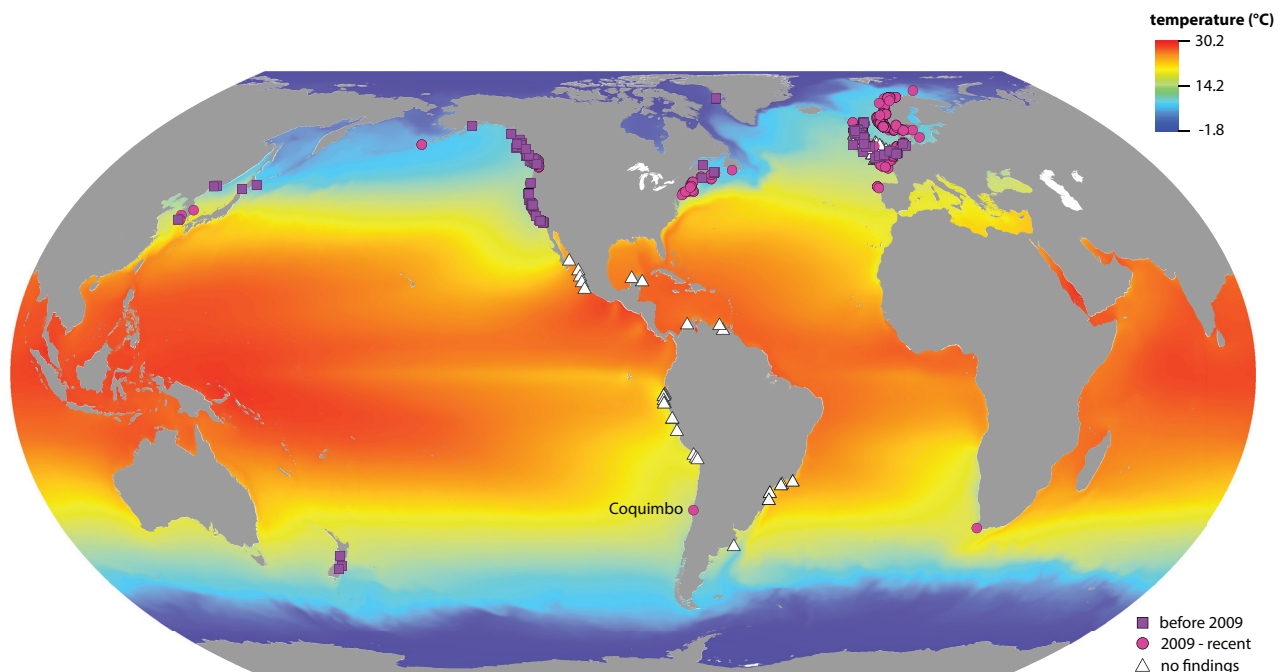 temperature (°C)
30.2
14.2
-1.8
Coquimbo
before 2009
2009 - recent
no findings